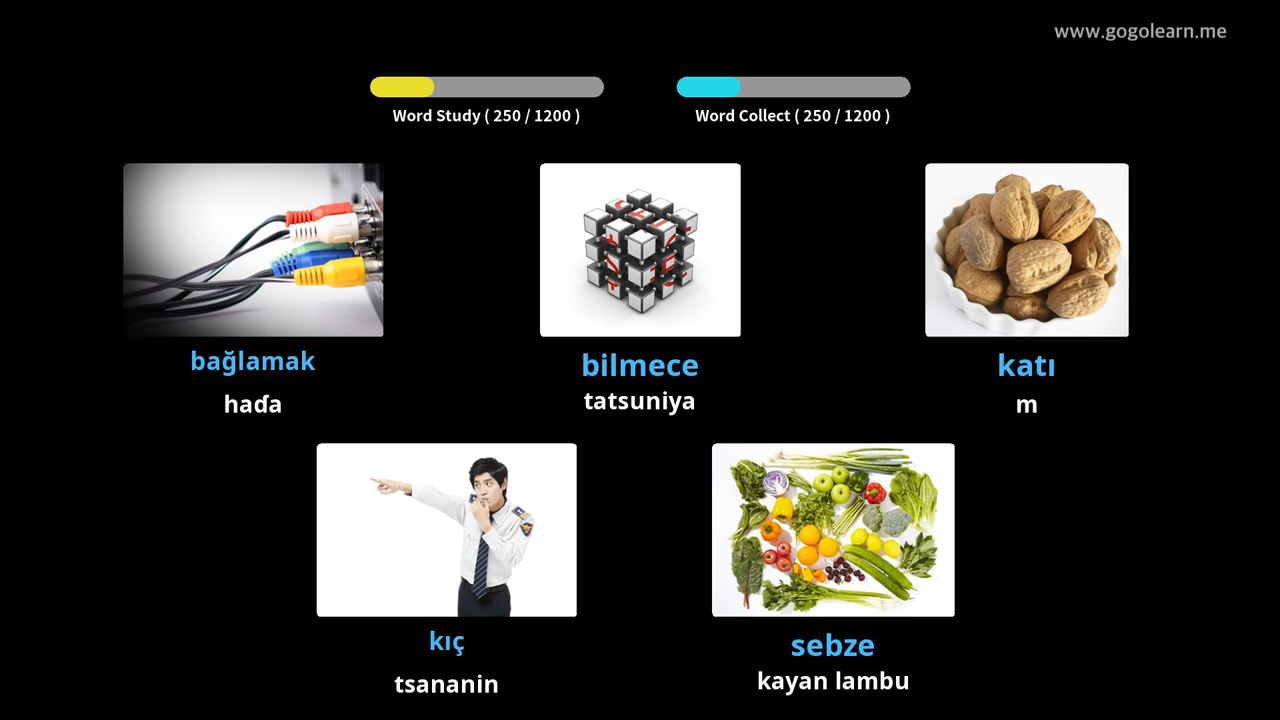 www.gogolearn.me
Word Study ( 250 / 1200 )
Word Collect ( 250 / 1200 )
bağlamak
haɗa
bilmece
tatsuniya
katı
m
kıç
tsananin
sebze
kayan lambu